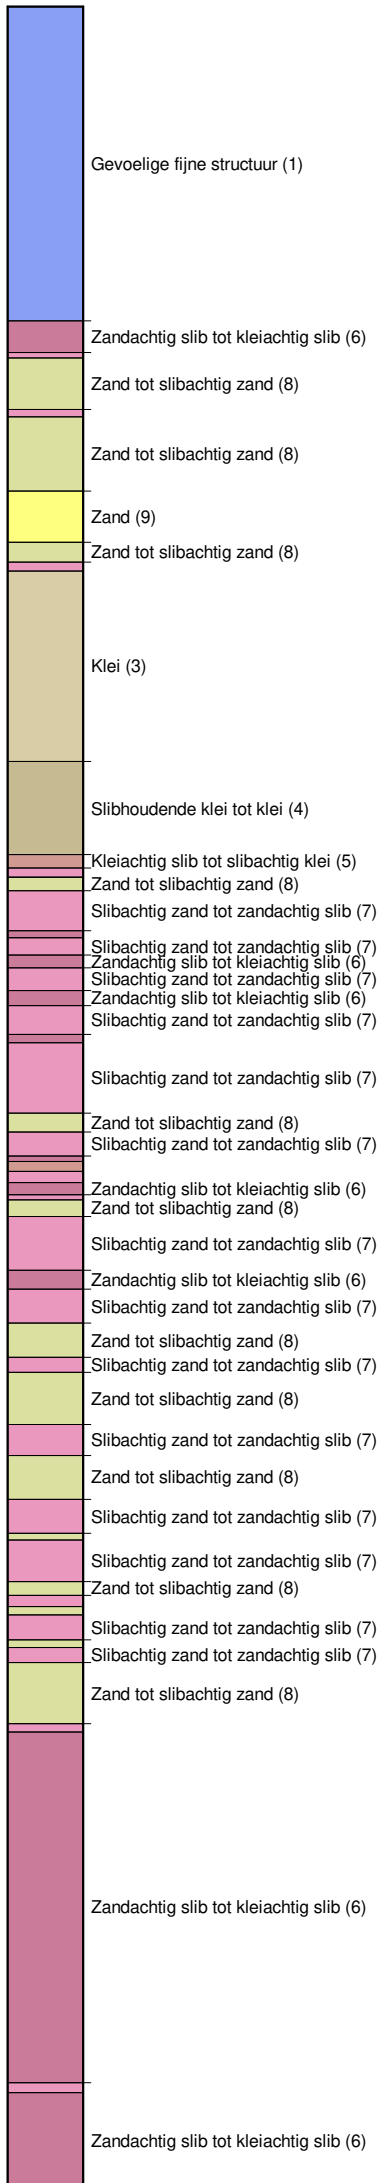 Gevoelige fijne structuur (1)
Zandachtig slib tot kleiachtig slib (6)
Zand tot slibachtig zand (8)
Zand tot slibachtig zand (8)
Zand (9)
Zand tot slibachtig zand (8)
Klei (3)
Slibhoudende klei tot klei (4)
Kleiachtig slib tot slibachtig klei (5)
Zand tot slibachtig zand (8)
Slibachtig zand tot zandachtig slib (7)
Slibachtig zand tot zandachtig slib (7)
Zandachtig slib tot kleiachtig slib (6)
Slibachtig zand tot zandachtig slib (7)
Zandachtig slib tot kleiachtig slib (6)
Slibachtig zand tot zandachtig slib (7)
Slibachtig zand tot zandachtig slib (7)
Zand tot slibachtig zand (8)
Slibachtig zand tot zandachtig slib (7)
Zandachtig slib tot kleiachtig slib (6)
Zand tot slibachtig zand (8)
Slibachtig zand tot zandachtig slib (7)
Zandachtig slib tot kleiachtig slib (6)
Slibachtig zand tot zandachtig slib (7)
Zand tot slibachtig zand (8)
Slibachtig zand tot zandachtig slib (7)
Zand tot slibachtig zand (8)
Slibachtig zand tot zandachtig slib (7)
Zand tot slibachtig zand (8)
Slibachtig zand tot zandachtig slib (7)
Slibachtig zand tot zandachtig slib (7)
Zand tot slibachtig zand (8)
Slibachtig zand tot zandachtig slib (7)
Slibachtig zand tot zandachtig slib (7)
Zand tot slibachtig zand (8)
Zandachtig slib tot kleiachtig slib (6)
Zandachtig slib tot kleiachtig slib (6)